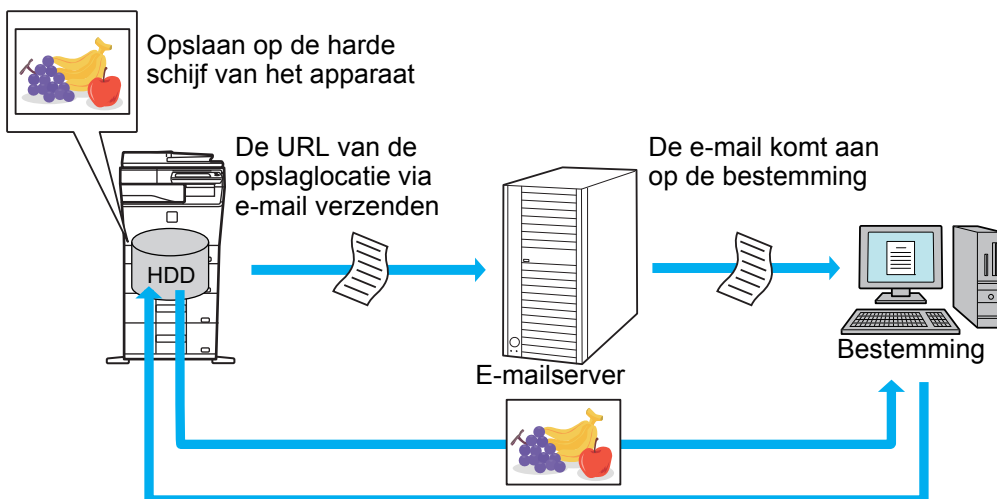 Opslaan op de harde
schijf van het apparaat
De URL van de
opslaglocatie via
e-mail verzenden
De e-mail komt aan
op de bestemming
HDD
E-mailserver
Bestemming